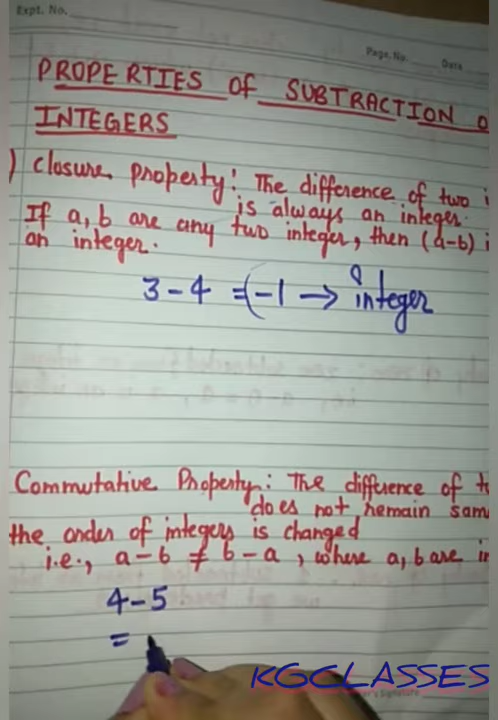 Expt. No.
Page. No.
Date
PROPERTIES of SUBTRACTION O
INTEGERS
) Closure property: The difference of two i
is always an integer.
If a, b are any two integer, then (a-b) i
an integer.
3 - 4 = (-1 → integer
Commutative Property: The difference of t
does not remain sam
the order of integers is changed
i.e., a - b ≠ b - a , where a, b are in
4 - 5
=
KGCLASSES
's Signature